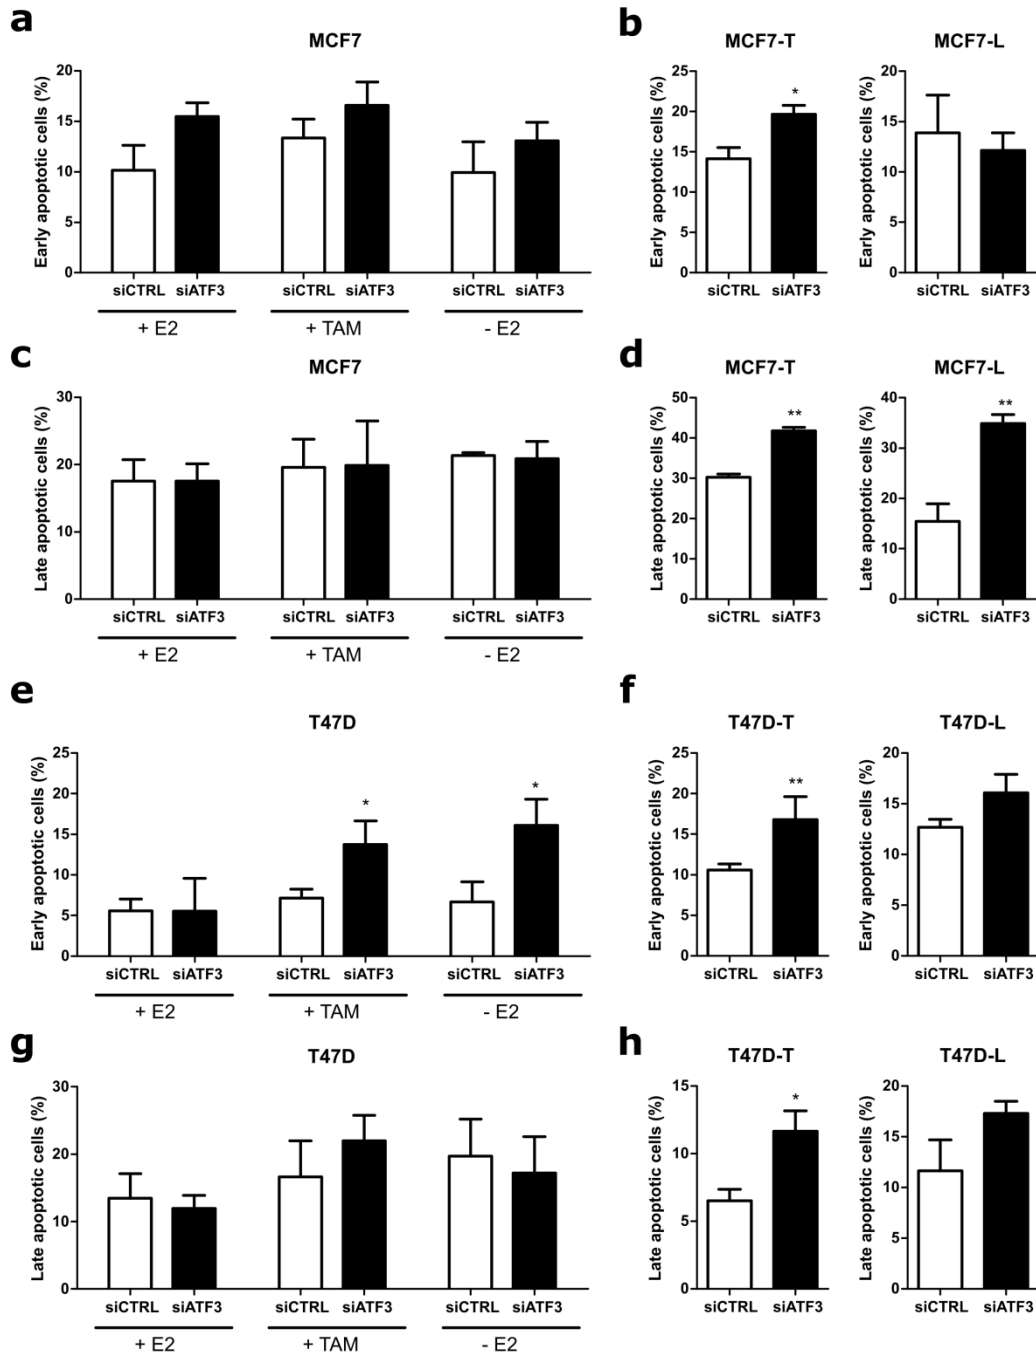 a
MCF7
Early apoptotic cells (%)
20
15
10
5
0
siCTRL siATF3 siCTRL siATF3 siCTRL siATF3
+ E2 + TAM - E2
b
MCF7-T
Early apoptotic cells (%)
25
20
15
10
5
0
*
siCTRL siATF3
MCF7-L
Early apoptotic cells (%)
20
15
10
5
0
siCTRL siATF3
c
MCF7
Late apoptotic cells (%)
30
20
10
0
siCTRL siATF3 siCTRL siATF3 siCTRL siATF3
+ E2 + TAM - E2
d
MCF7-T
Late apoptotic cells (%)
50
40
30
20
10
0
**
siCTRL siATF3
MCF7-L
Late apoptotic cells (%)
40
30
20
10
0
**
siCTRL siATF3
e
T47D
Early apoptotic cells (%)
25
20
15
10
5
0
* *
siCTRL siATF3 siCTRL siATF3 siCTRL siATF3
+ E2 + TAM - E2
f
T47D-T
Early apoptotic cells (%)
25
20
15
10
5
0
**
siCTRL siATF3
T47D-L
Early apoptotic cells (%)
20
15
10
5
0
siCTRL siATF3
g
T47D
Late apoptotic cells (%)
30
20
10
0
siCTRL siATF3 siCTRL siATF3 siCTRL siATF3
+ E2 + TAM - E2
h
T47D-T
Late apoptotic cells (%)
15
10
5
0
*
siCTRL siATF3
T47D-L
Late apoptotic cells (%)
20
15
10
5
0
siCTRL siATF3